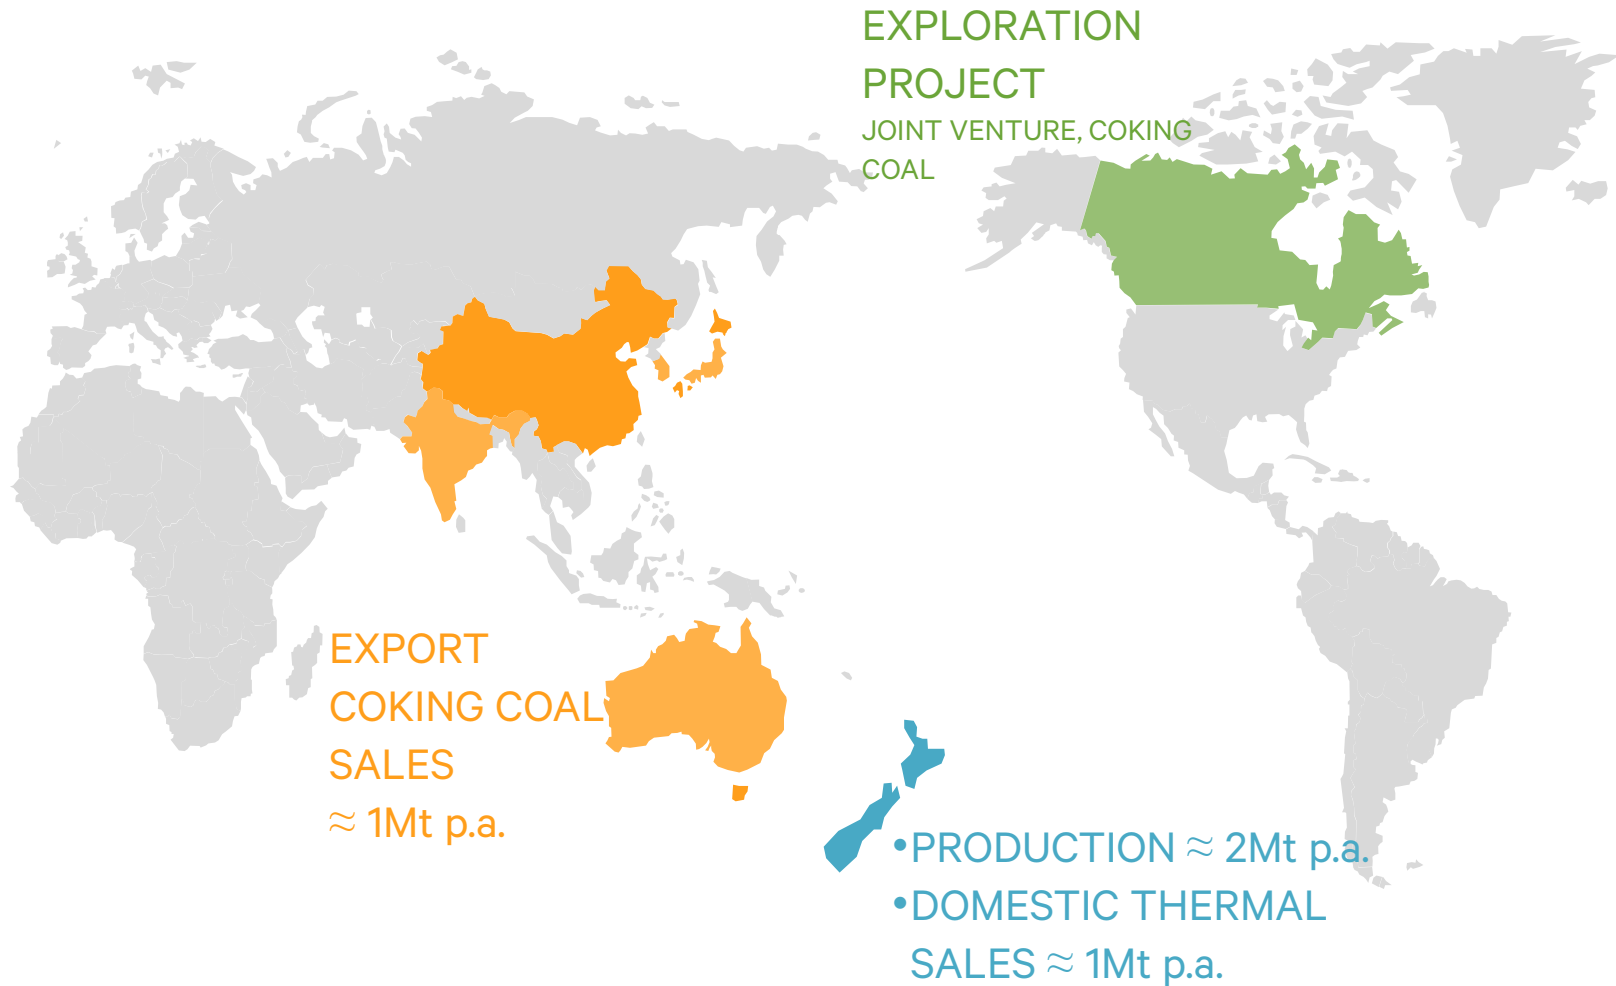 EXPLORATION
PROJECT
JOINT VENTURE, COKING
COAL
EXPORT
COKING COAL
SALES
≈ 1Mt p.a.
•PRODUCTION ≈ 2Mt p.a.
•DOMESTIC THERMAL
SALES ≈ 1Mt p.a.